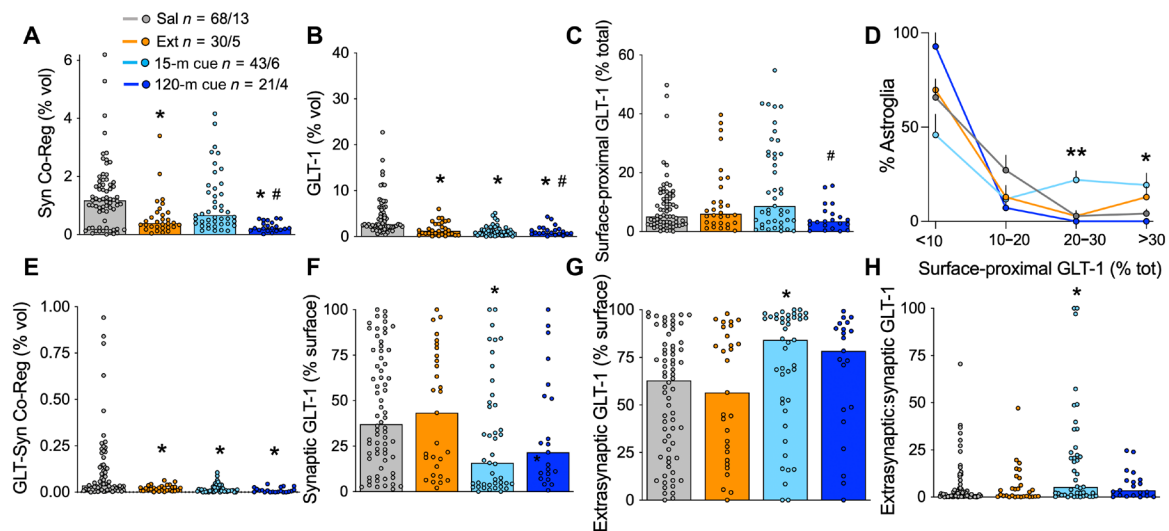 Sal n = 68/13
Ext n = 30/5
15-m cue n = 43/6
120-m cue n = 21/4
A
Syn Co-Reg (% vol)
6
4
2
0
*
* #
B
GLT-1 (% vol)
40
30
20
10
0
*
*
* #
C
Surface-proximal GLT-1 (% total)
60
40
20
0
#
D
% Astroglia
100
50
0
**
*
<10
10–20
20–30
>30
Surface-proximal GLT-1 (% tot)
E
GLT-Syn Co-Reg (% vol)
1.00
0.75
0.50
0.25
0.00
*
*
*
F
Synaptic GLT-1 (% surface)
100
75
50
25
0
*
*
G
Extrasynaptic GLT-1 (% surface)
100
75
50
25
0
*
H
Extrasynaptic:synaptic GLT-1
100
75
50
25
0
*